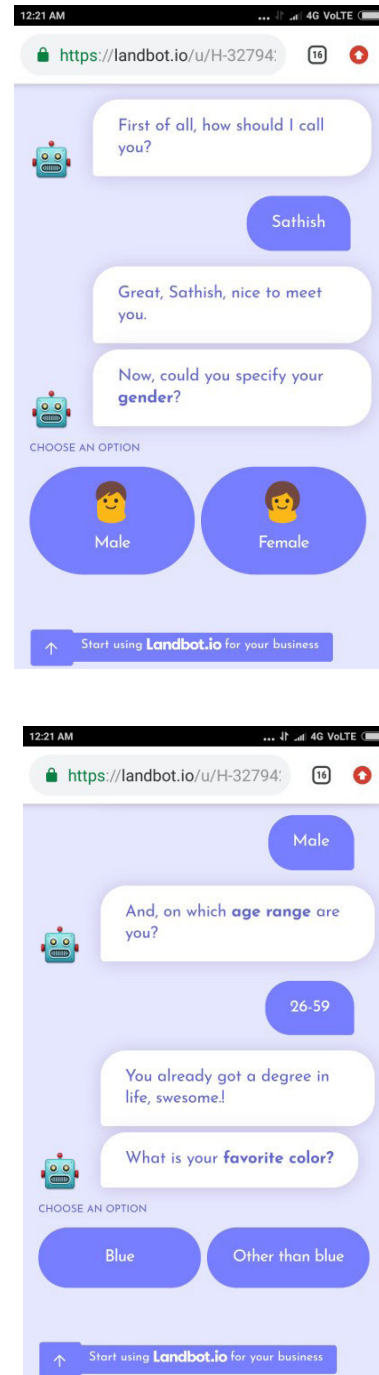 12:21 AM ... 4G VoLTE
https://landbot.io/u/H-32794:
16
First of all, how should I call
you?
Sathish
Great, Sathish, nice to meet
you.
Now, could you specify your
gender?
CHOOSE AN OPTION
Male Female
Start using Landbot.io for your business
12:21 AM ... 4G VoLTE
https://landbot.io/u/H-32794:
16
Male
And, on which age range are
you?
26-59
You already got a degree in
life, swesome.!
What is your favorite color?
CHOOSE AN OPTION
Blue Other than blue
Start using Landbot.io for your business